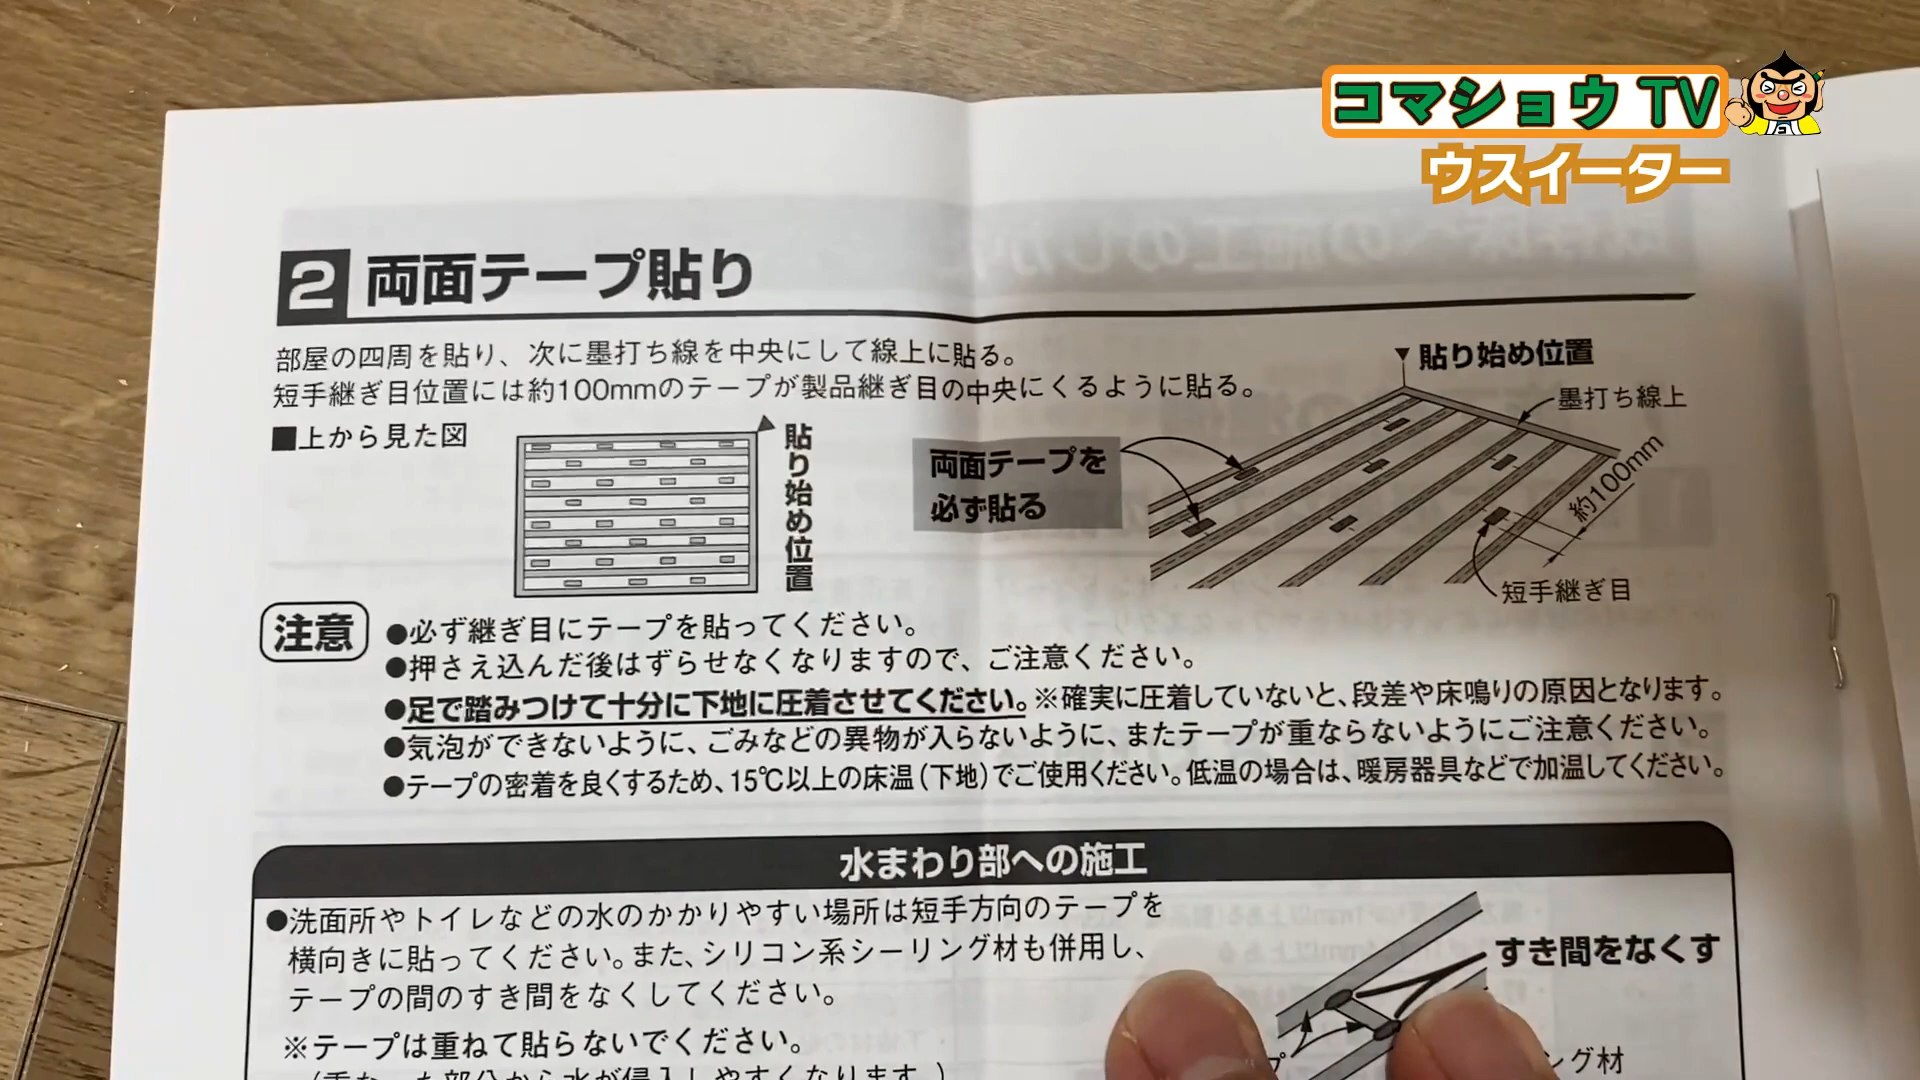 コマショウ TV
ウスイーター
2 両面テープ貼り
部屋の四周を貼り、次に墨打ち線を中央にして線上に貼る。
短手継ぎ目位置には約100mmのテープが製品継ぎ目の中央にくるように貼る。
■上から見た図
貼り始め位置
両面テープを
必ず貼る
▼貼り始め位置
墨打ち線上
約100mm
短手継ぎ目
注意
●必ず継ぎ目にテープを貼ってください。
●押さえ込んだ後はずらせなくなりますので、ご注意ください。
●足で踏みつけて十分に下地に圧着させてください。※確実に圧着していないと、段差や床鳴りの原因となります。
●気泡ができないように、ごみなどの異物が入らないように、またテープが重ならないようにご注意ください。
●テープの密着を良くするため、15℃以上の床温(下地)でご使用ください。低温の場合は、暖房器具などで加温してください。
水まわり部への施工
●洗面所やトイレなどの水のかかりやすい場所は短手方向のテープを
横向きに貼ってください。また、シリコン系シーリング材も併用し、
テープの間のすき間をなくしてください。
※テープは重ねて貼らないでください。
すき間をなくす
プ
ング材